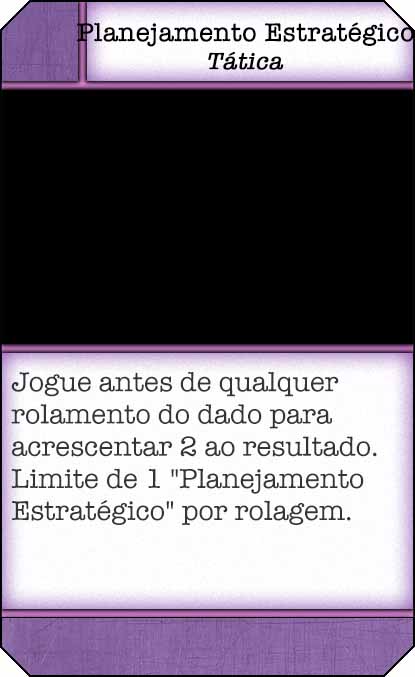 Planejamento Estratégico
Tática
Jogue antes de qualquer
rolamento do dado para
acrescentar 2 ao resultado.
Limite de 1 "Planejamento
Estratégico" por rolagem.